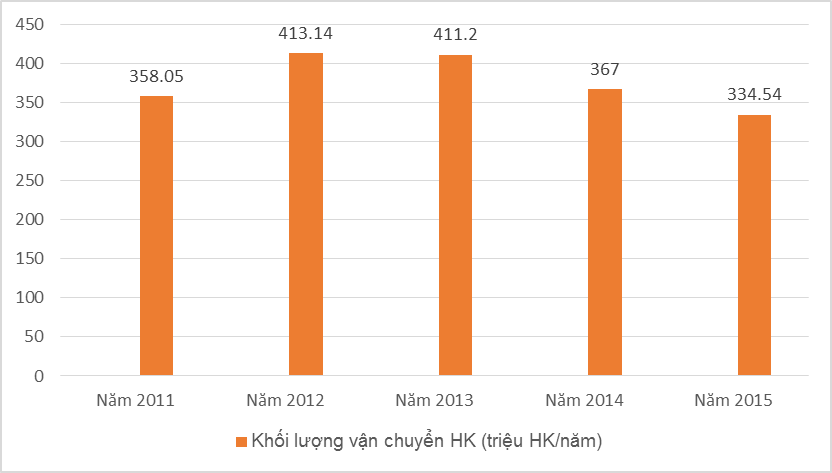 450
400
350
300
250
200
150
100
50
0
358.05
413.14
411.2
367
334.54
Năm 2011
Năm 2012
Năm 2013
Năm 2014
Năm 2015
Khối lượng vận chuyển HK (triệu HK/năm)